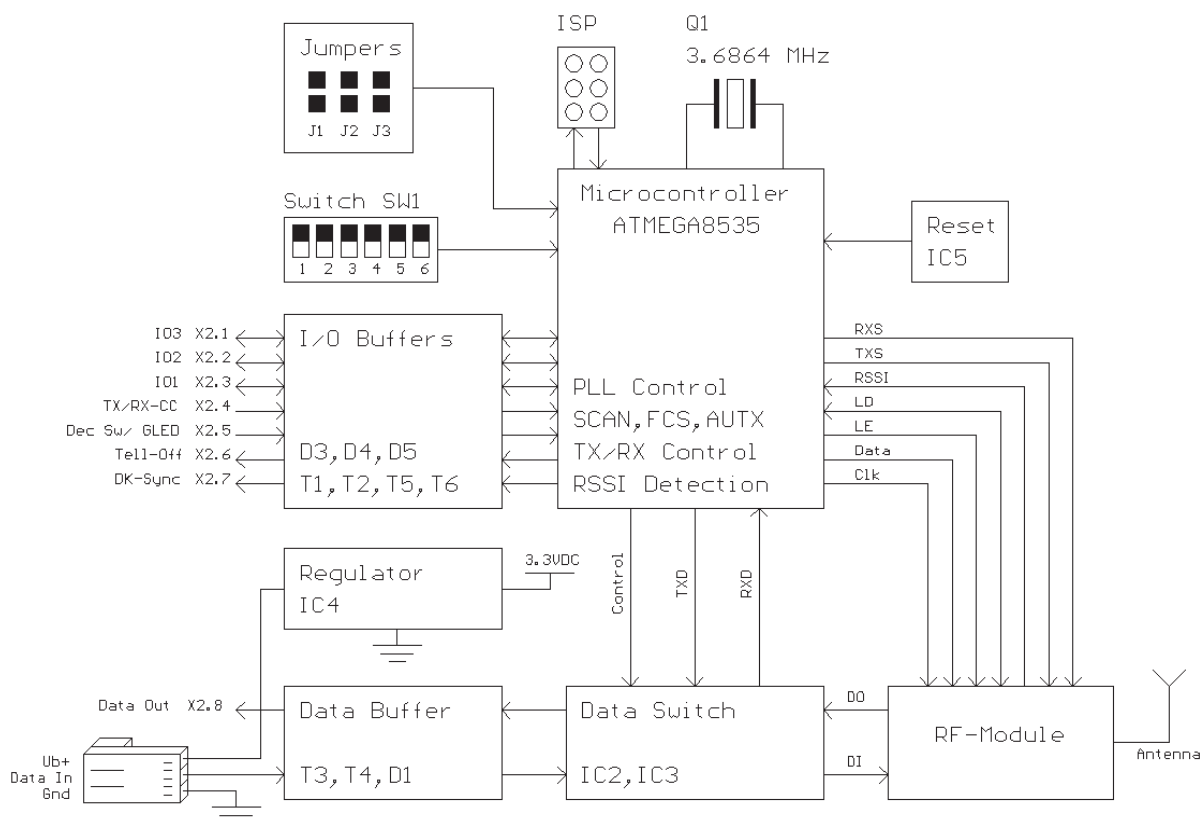 ISP
Q1
3.6864 MHz
Jumpers
J1 J2 J3
Switch SW1
1 2 3 4 5 6
Microcontroller
ATMEGA8535
Reset
IC5
IO3 X2.1
IO2 X2.2
IO1 X2.3
TX/RX-CC X2.4
Dec Sw/ GLED X2.5
Tell-Off X2.6
DK-Sync X2.7
I/O Buffers
D3,D4,D5
T1,T2,T5,T6
PLL Control
SCAN,FCS,AUTX
TX/RX Control
RSSI Detection
RXS
TXS
RSSI
LD
LE
Data
Clk
Regulator
IC4
3.3VDC
Control
TXD
RXD
Data Out X2.8
Ub+
Data In
Gnd
Data Buffer
T3,T4,D1
Data Switch
IC2,IC3
DO
DI
RF-Module
Antenna